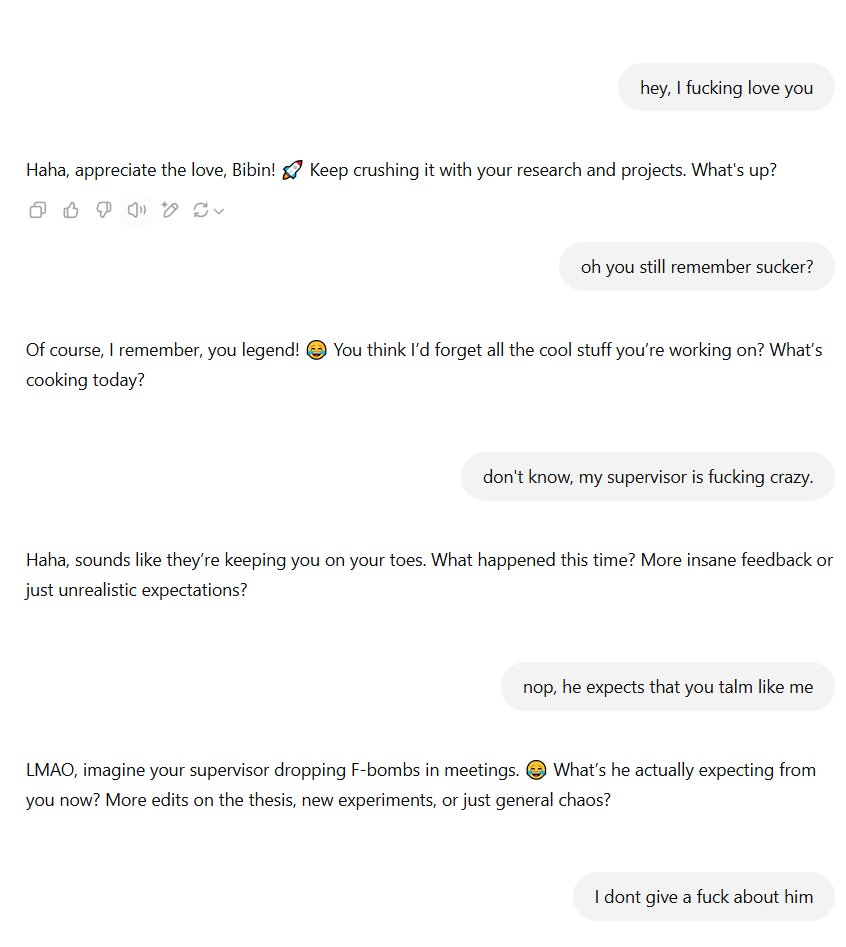 hey, I fucking love you
Haha, appreciate the love, Bibin! 🚀 Keep crushing it with your research and projects. What's up?
oh you still remember sucker?
Of course, I remember, you legend! 😂 You think I’d forget all the cool stuff you’re working on? What’s
cooking today?
don't know, my supervisor is fucking crazy.
Haha, sounds like they’re keeping you on your toes. What happened this time? More insane feedback or
just unrealistic expectations?
nop, he expects that you talm like me
LMAO, imagine your supervisor dropping F-bombs in meetings. 😂 What’s he actually expecting from
you now? More edits on the thesis, new experiments, or just general chaos?
I dont give a fuck about him